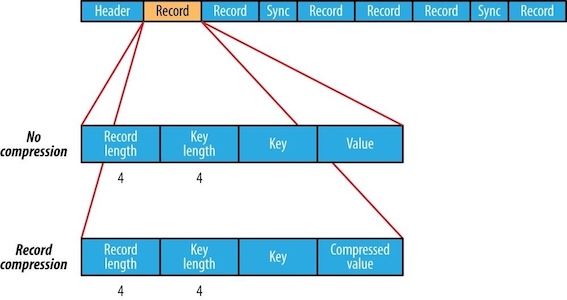 Header Record Record Sync Record Record Record Sync Record
No compression
Record length Key length Key Value
4 4
Record compression
Record length Key length Key Compressed value
4 4